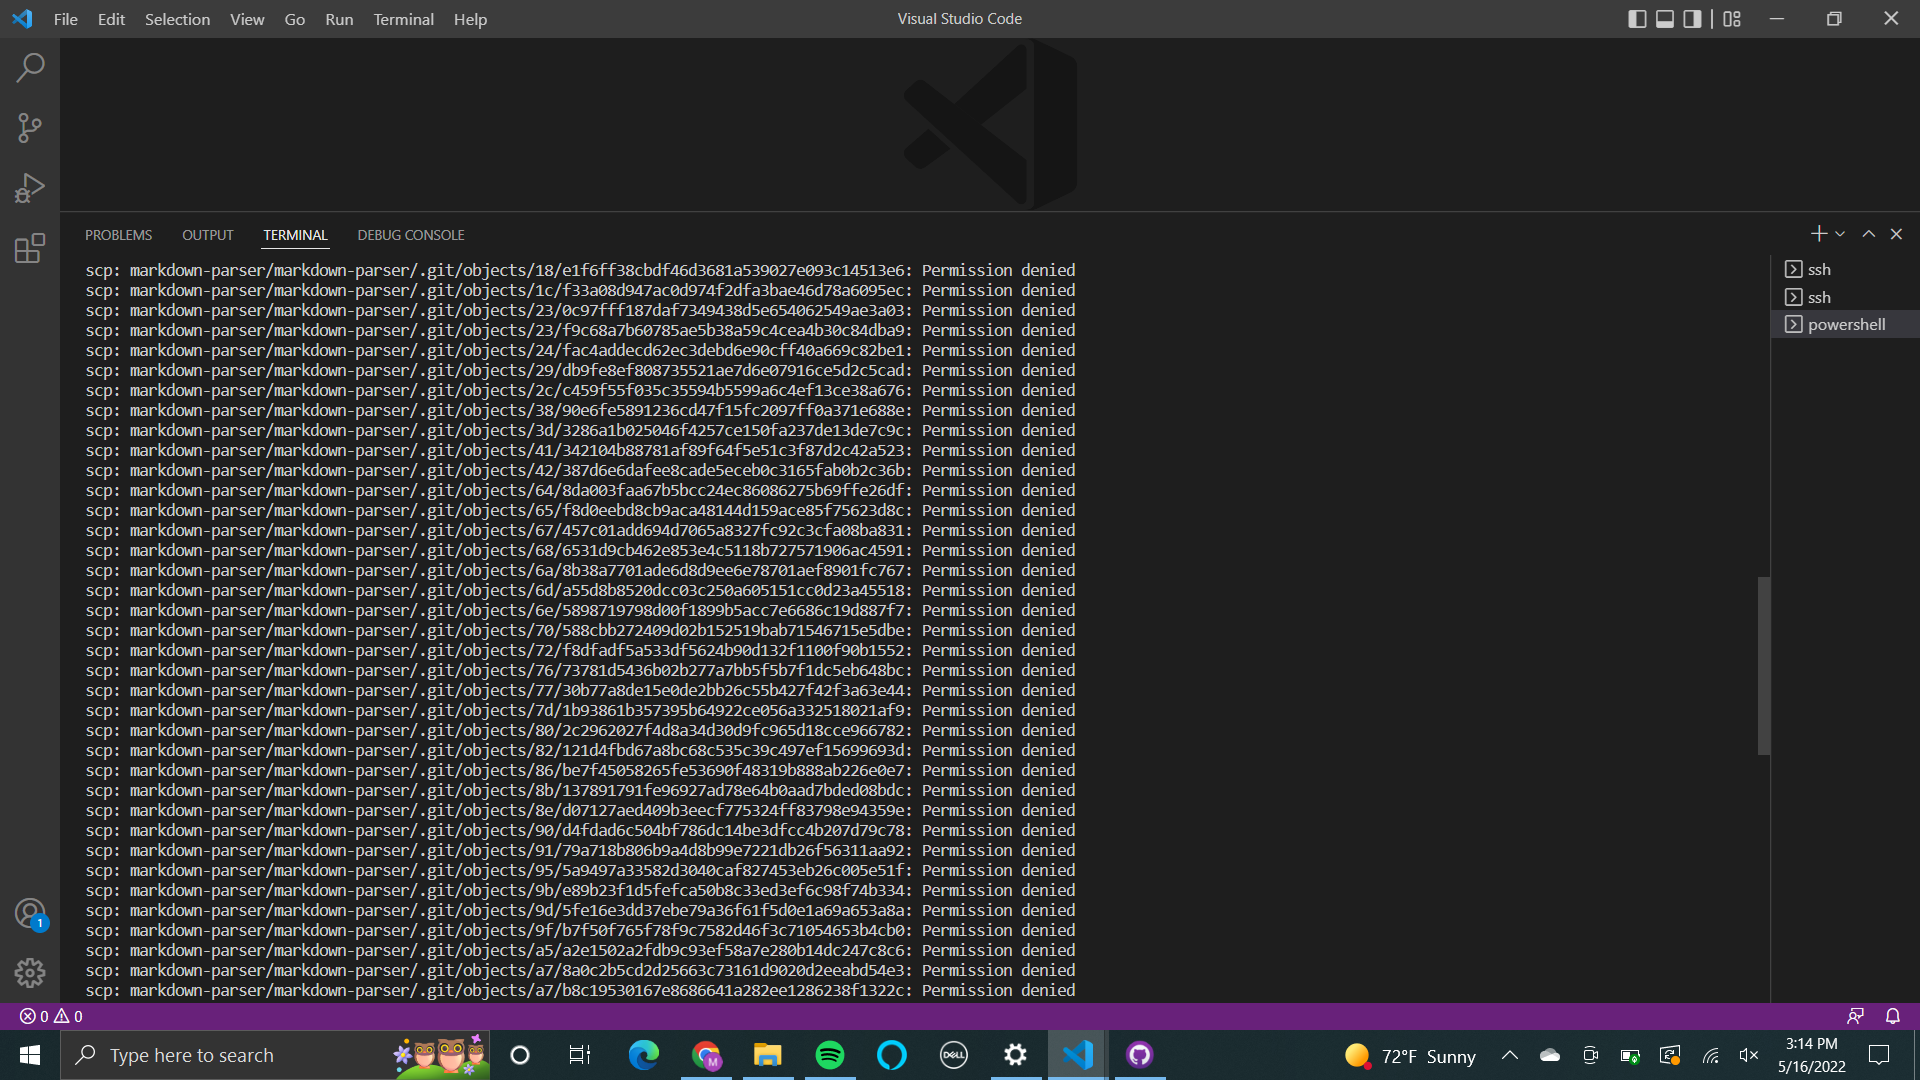 File Edit Selection View Go Run Terminal Help
Visual Studio Code
PROBLEMS OUTPUT TERMINAL DEBUG CONSOLE
ssh
ssh
powershell
scp: markdown-parser/markdown-parser/.git/objects/18/e1f6ff38cbdf46d3681a539027e093c14513e6: Permission denied
scp: markdown-parser/markdown-parser/.git/objects/1c/f33a08d947ac0d974f2dfa3bae46d78a6095ec: Permission denied
scp: markdown-parser/markdown-parser/.git/objects/23/0c97fff187daf7349438d5e654062549ae3a03: Permission denied
scp: markdown-parser/markdown-parser/.git/objects/23/f9c68a7b60785ae5b38a59c4cea4b30c84dba9: Permission denied
scp: markdown-parser/markdown-parser/.git/objects/24/fac4addecd62ec3debd6e90cff40a669c82be1: Permission denied
scp: markdown-parser/markdown-parser/.git/objects/29/db9fe8ef808735521ae7d6e07916ce5d2c5cad: Permission denied
scp: markdown-parser/markdown-parser/.git/objects/2c/c459f55f035c35594b5599a6c4ef13ce38a676: Permission denied
scp: markdown-parser/markdown-parser/.git/objects/38/90e6fe5891236cd47f15fc2097ff0a371e688e: Permission denied
scp: markdown-parser/markdown-parser/.git/objects/3d/3286a1b025046f4257ce150fa237de13de7c9c: Permission denied
scp: markdown-parser/markdown-parser/.git/objects/41/342104b88781af89f64f5e51c3f87d2c42a523: Permission denied
scp: markdown-parser/markdown-parser/.git/objects/42/387d6e6dafee8cade5eceb0c3165fab0b2c36b: Permission denied
scp: markdown-parser/markdown-parser/.git/objects/64/8da003faa67b5bcc24ec86086275b69ffe26df: Permission denied
scp: markdown-parser/markdown-parser/.git/objects/65/f8d0eebd8cb9aca48144d159ace85f75623d8c: Permission denied
scp: markdown-parser/markdown-parser/.git/objects/67/457c01add694d7065a8327fc92c3cfa08ba831: Permission denied
scp: markdown-parser/markdown-parser/.git/objects/68/6531d9cb462e853e4c5118b727571906ac4591: Permission denied
scp: markdown-parser/markdown-parser/.git/objects/6a/8b38a7701ade6d8d9ee6e78701aef8901fc767: Permission denied
scp: markdown-parser/markdown-parser/.git/objects/6d/a55d8b8520dcc03c250a605151cc0d23a45518: Permission denied
scp: markdown-parser/markdown-parser/.git/objects/6e/5898719798d00f1899b5acc7e6686c19d887f7: Permission denied
scp: markdown-parser/markdown-parser/.git/objects/70/588cbb272409d02b152519bab71546715e5dbe: Permission denied
scp: markdown-parser/markdown-parser/.git/objects/72/f8dfadf5a533df5624b90d132f1100f90b1552: Permission denied
scp: markdown-parser/markdown-parser/.git/objects/76/73781d5436b02b277a7bb5f5b7f1dc5eb648bc: Permission denied
scp: markdown-parser/markdown-parser/.git/objects/77/30b77a8de15e0de2bb26c55b427f42f3a63e44: Permission denied
scp: markdown-parser/markdown-parser/.git/objects/7d/1b93861b357395b64922ce056a332518021af9: Permission denied
scp: markdown-parser/markdown-parser/.git/objects/80/2c2962027f4d8a34d30d9fc965d18cce966782: Permission denied
scp: markdown-parser/markdown-parser/.git/objects/82/121d4fbd67a8bc68c535c39c497ef15699693d: Permission denied
scp: markdown-parser/markdown-parser/.git/objects/86/be7f45058265fe53690f48319b888ab226e0e7: Permission denied
scp: markdown-parser/markdown-parser/.git/objects/8b/137891791fe96927ad78e64b0aad7bded08bdc: Permission denied
scp: markdown-parser/markdown-parser/.git/objects/8e/d07127aed409b3eecf775324ff83798e94359e: Permission denied
scp: markdown-parser/markdown-parser/.git/objects/90/d4fdad6c504bf786dc14be3dfcc4b207d79c78: Permission denied
scp: markdown-parser/markdown-parser/.git/objects/91/79a718b806b9a4d8b99e7221db26f56311aa92: Permission denied
scp: markdown-parser/markdown-parser/.git/objects/95/5a9497a33582d3040caf827453eb26c005e51f: Permission denied
scp: markdown-parser/markdown-parser/.git/objects/9b/e89b23f1d5fefca50b8c33ed3ef6c98f74b334: Permission denied
scp: markdown-parser/markdown-parser/.git/objects/9d/5fe16e3dd37ebe79a36f61f5d0e1a69a653a8a: Permission denied
scp: markdown-parser/markdown-parser/.git/objects/9f/b7f50f765f78f9c7582d46f3c71054653b4cb0: Permission denied
scp: markdown-parser/markdown-parser/.git/objects/a5/a2e1502a2fdb9c93ef58a7e280b14dc247c8c6: Permission denied
scp: markdown-parser/markdown-parser/.git/objects/a7/8a0c2b5cd2d25663c73161d9020d2eeabd54e3: Permission denied
scp: markdown-parser/markdown-parser/.git/objects/a7/b8c19530167e8686641a282ee1286238f1322c: Permission denied
1
0 0
Type here to search
M
DELL
72°F Sunny
3:14 PM
5/16/2022